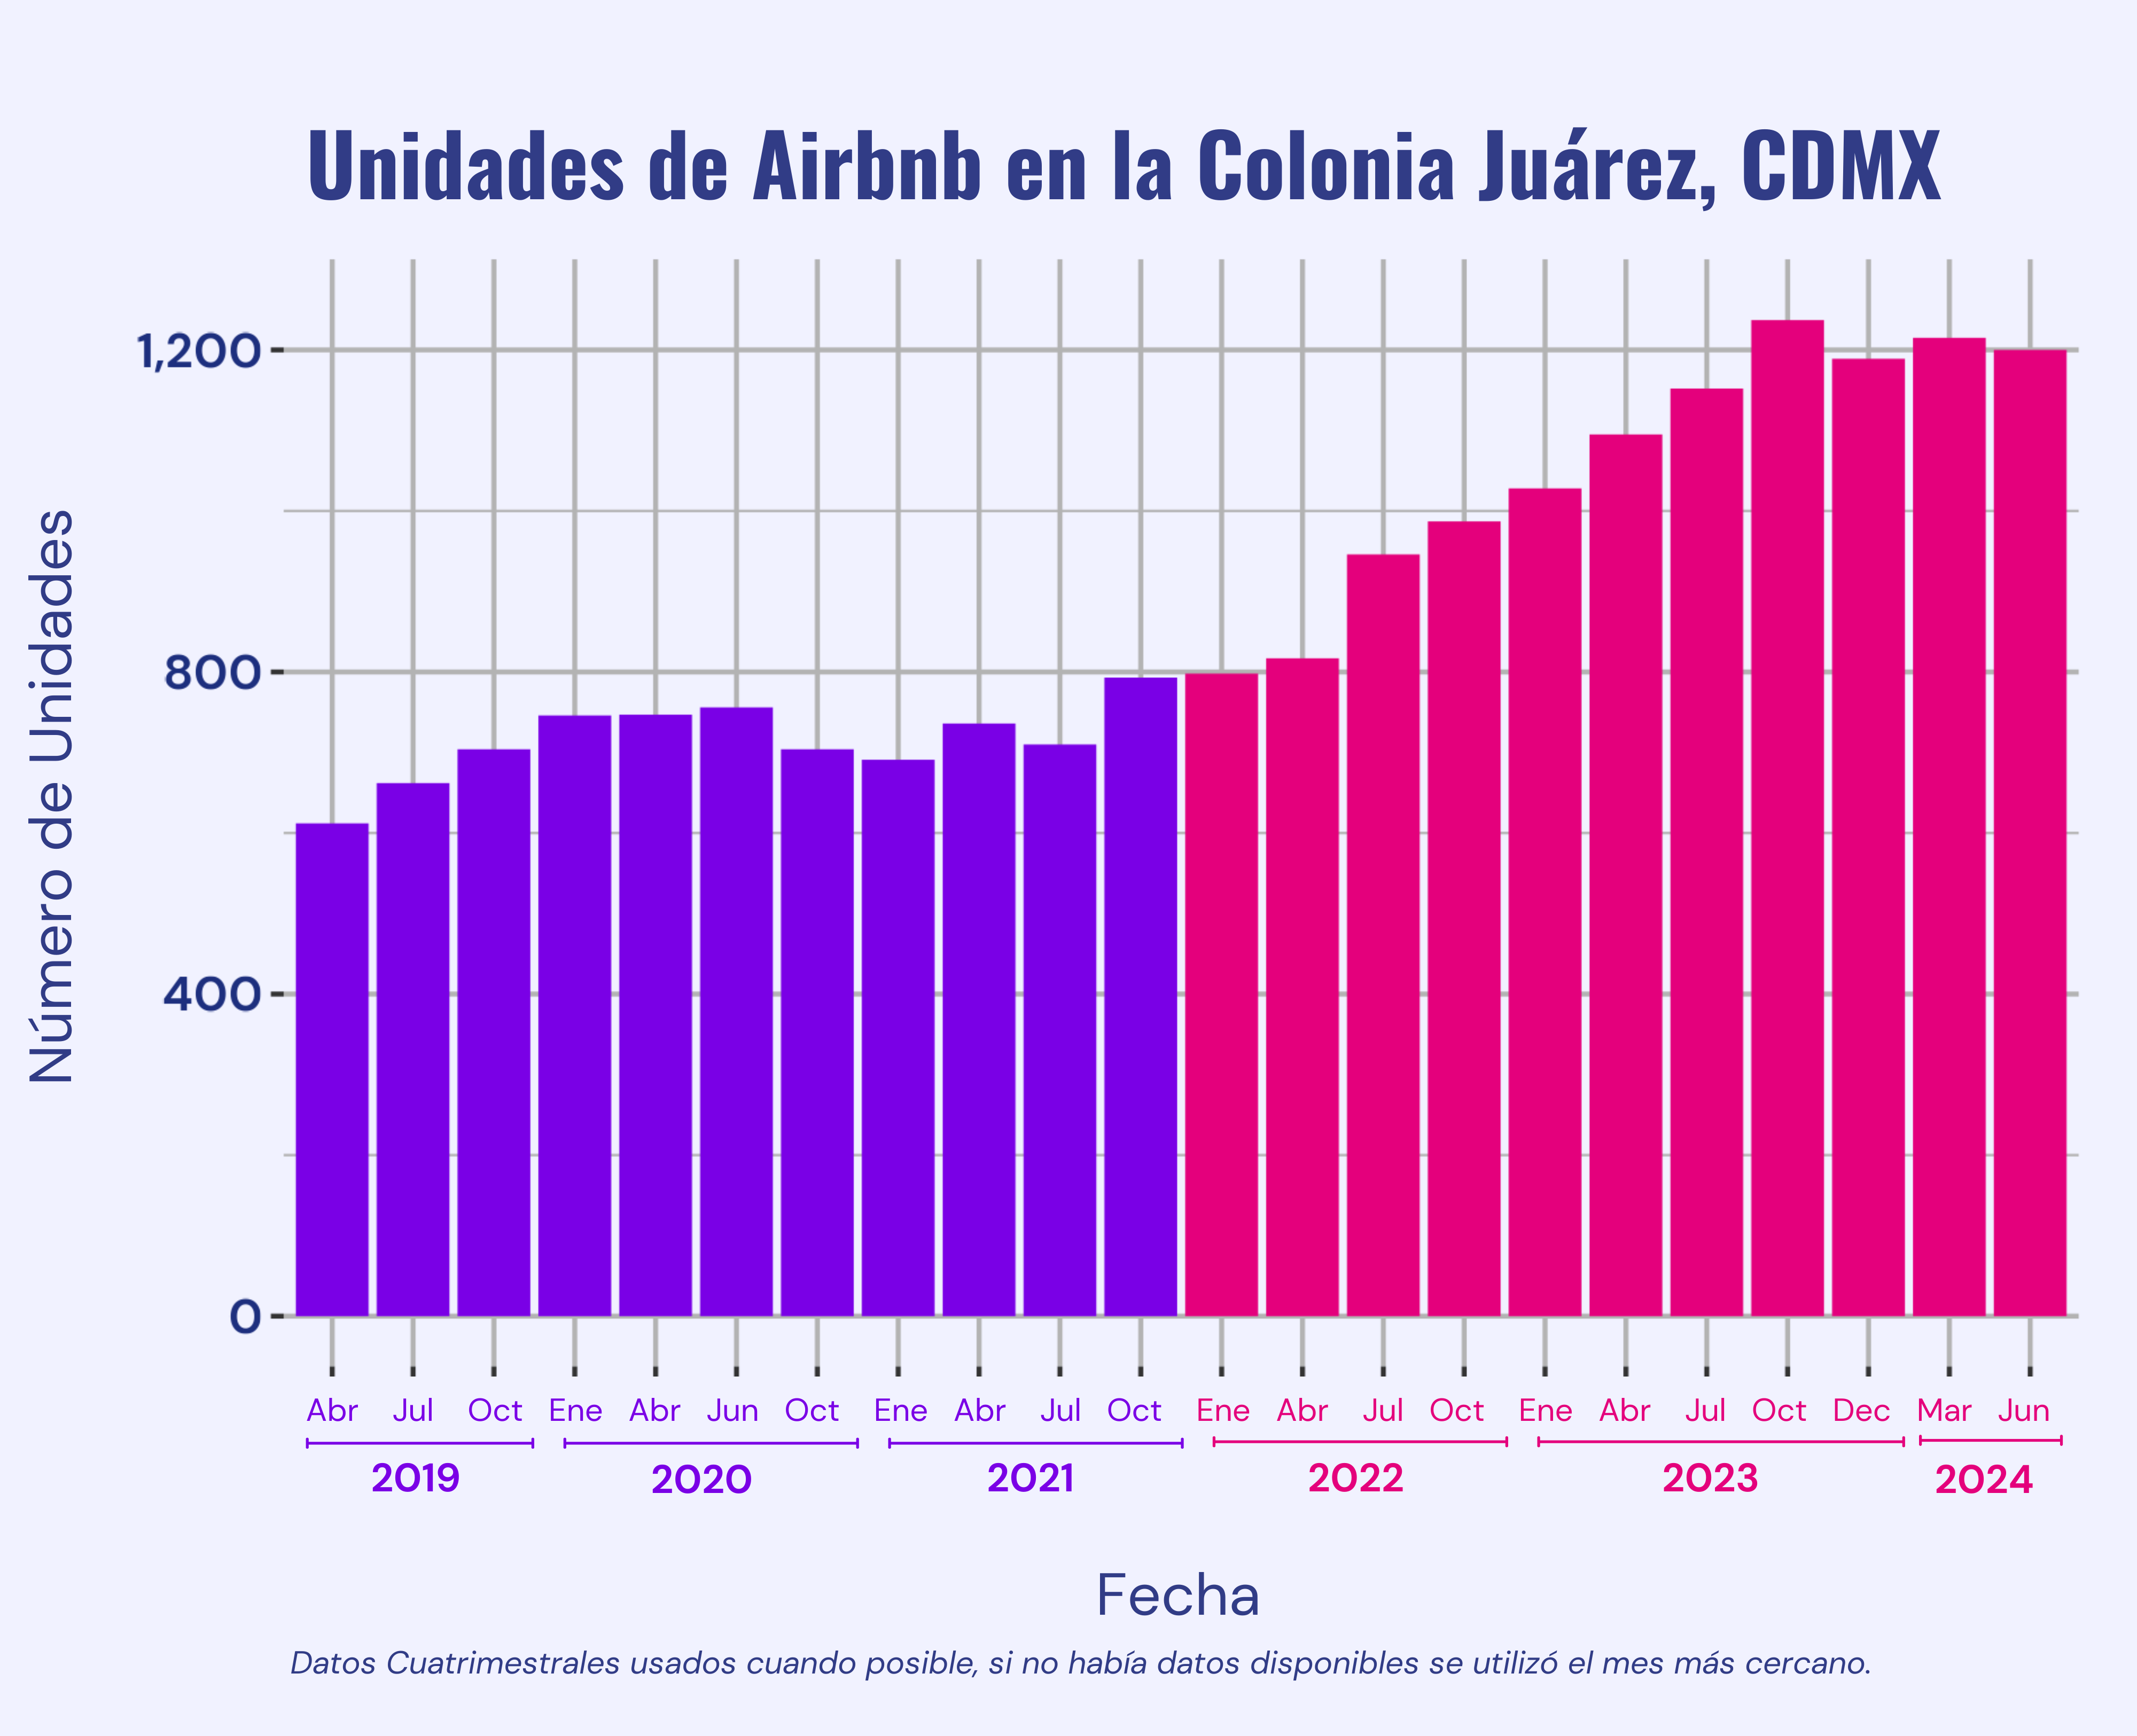 Unidades de Airbnb en la Colonia Juárez, CDMX
Número de Unidades
1,200
800
400
0
Abr Jul Oct Ene Abr Jun Oct Ene Abr Jul Oct Ene Abr Jul Oct Ene Abr Jul Oct Dec Mar Jun
2019 2020 2021 2022 2023 2024
Fecha
Datos Cuatrimestrales usados cuando posible, si no había datos disponibles se utilizó el mes más cercano.